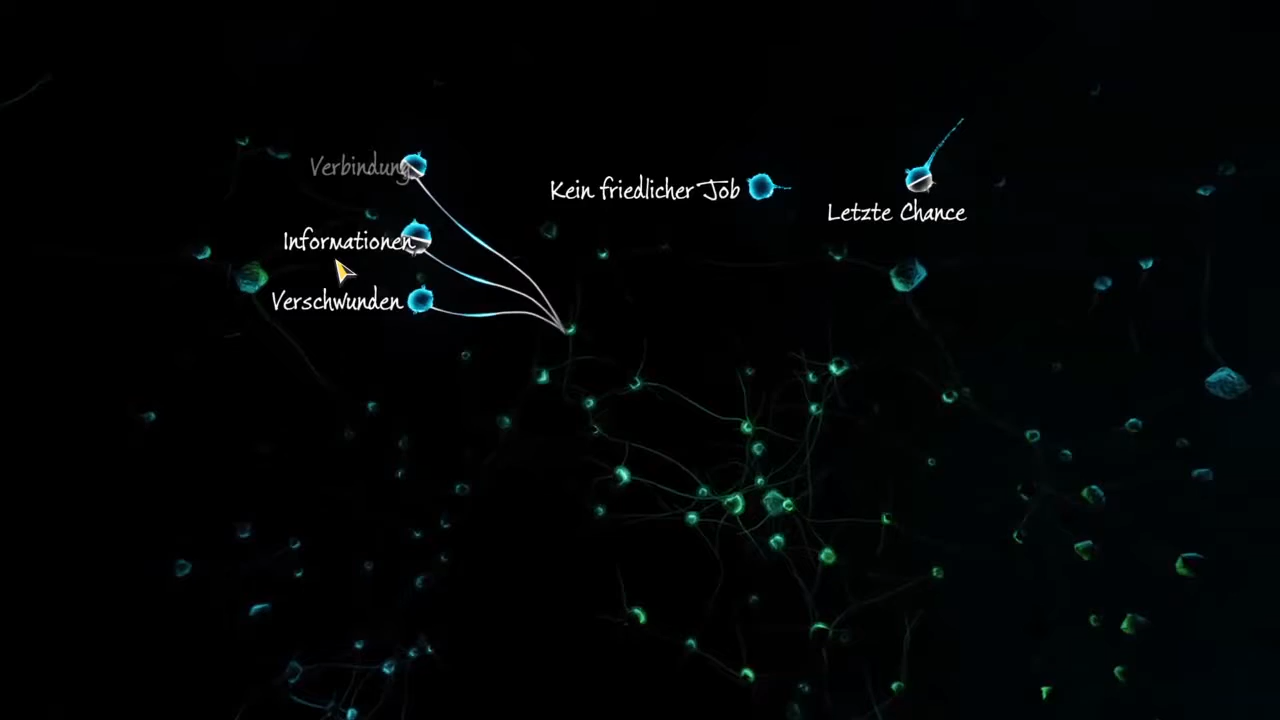 Verbindung
Kein friedlicher Job
Letzte Chance
Informationen
Verschwunden